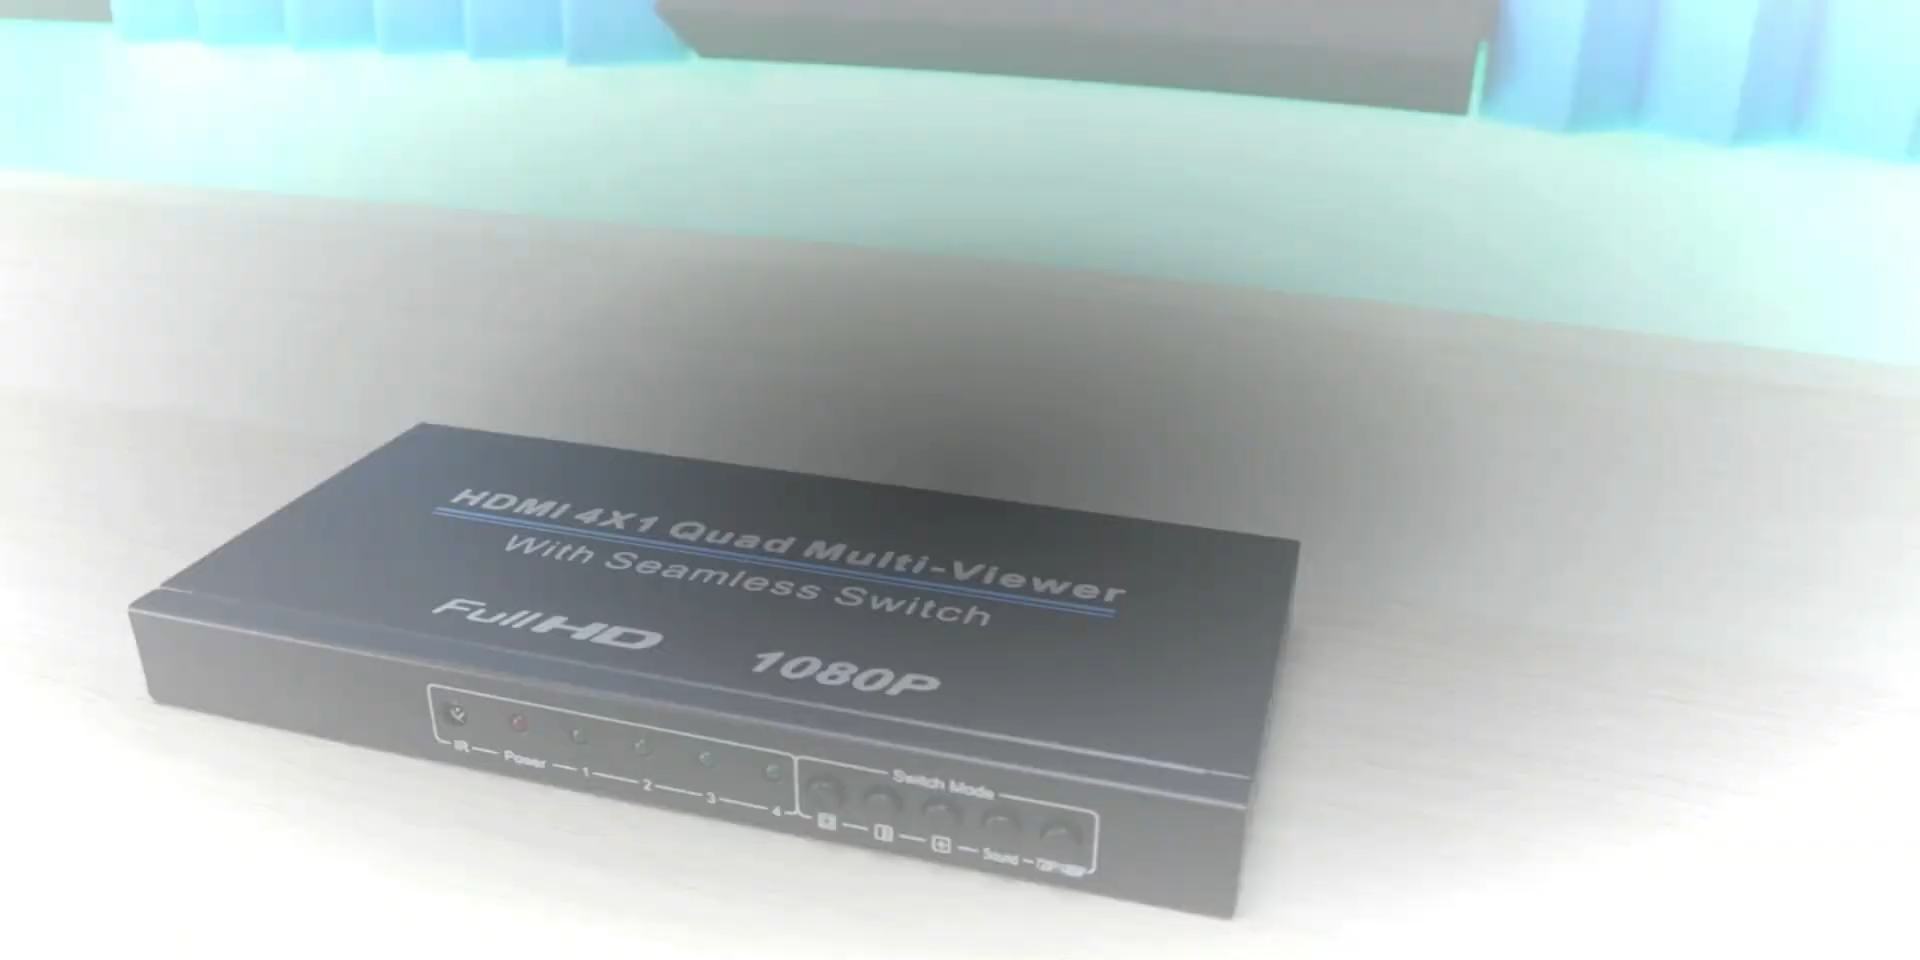 HDMI 4X1 Quad Multi-Viewer
With Seamless Switch
FullHD 1080P
IR Power 1 2 3 4
Switch Mode
Sound